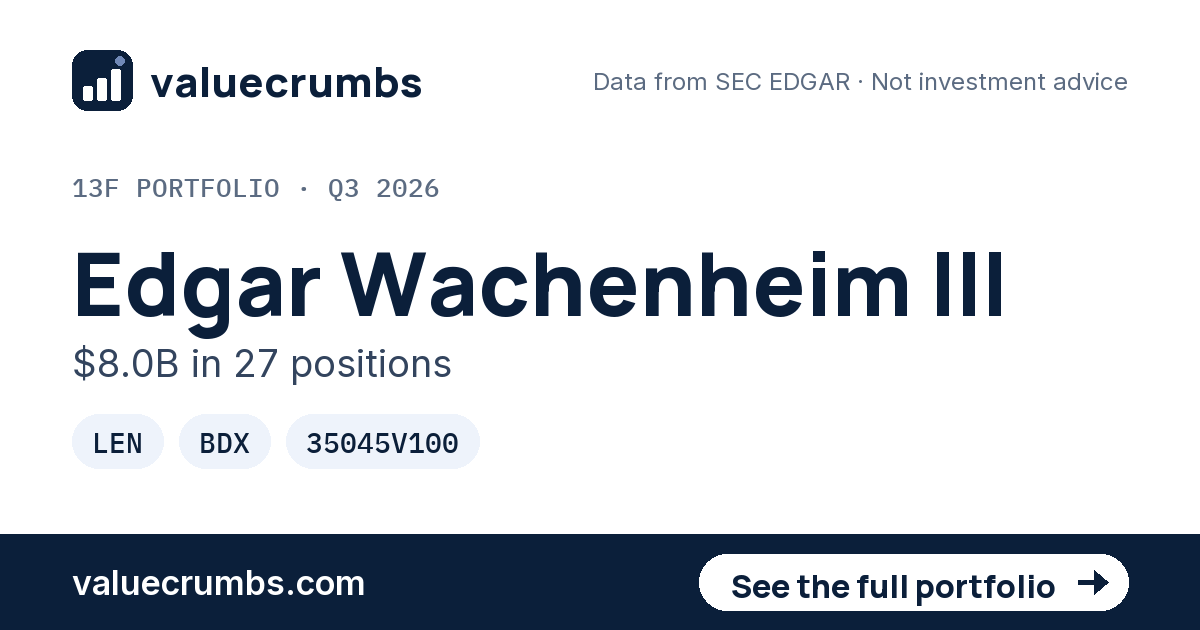 valuecrumbs
Data from SEC EDGAR · Not investment advice
13F PORTFOLIO · Q3 2026
Edgar Wachenheim III
$8.0B in 27 positions
LEN BDX 35045V100
valuecrumbs.com
See the full portfolio →